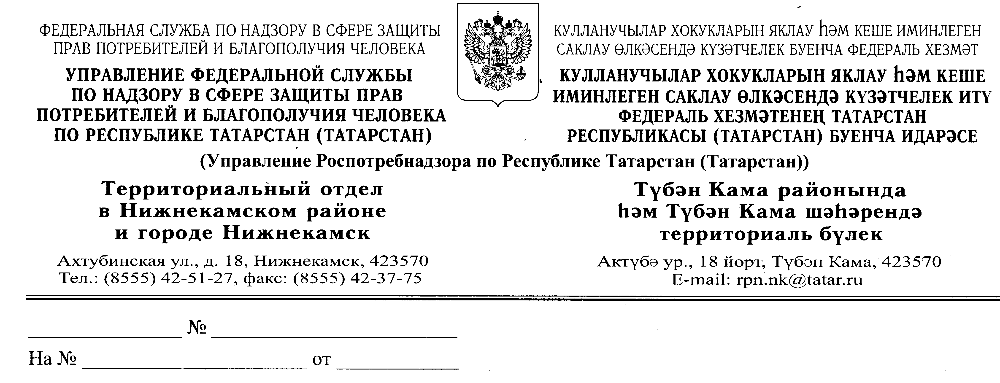 ФЕДЕРАЛЬНАЯ СЛУЖБА ПО НАДЗОРУ В СФЕРЕ ЗАЩИТЫ
ПРАВ ПОТРЕБИТЕЛЕЙ И БЛАГОПОЛУЧИЯ ЧЕЛОВЕКА
УПРАВЛЕНИЕ ФЕДЕРАЛЬНОЙ СЛУЖБЫ
ПО НАДЗОРУ В СФЕРЕ ЗАЩИТЫ ПРАВ
ПОТРЕБИТЕЛЕЙ И БЛАГОПОЛУЧИЯ ЧЕЛОВЕКА
ПО РЕСПУБЛИКЕ ТАТАРСТАН (ТАТАРСТАН)
КУЛЛАНУЧЫЛАР ХОКУКЛАРЫН ЯКЛАУ һӘМ КЕШЕ ИМИНЛЕГЕН
САКЛАУ ӨЛКӘСЕНДӘ КҮЗӘТЧЕЛЕК БУЕНЧА ФЕДЕРАЛЬ ХЕЗМӘТ
КУЛЛАНУЧЫЛАР ХОКУКЛАРЫН ЯКЛАУ һӘМ КЕШЕ
ИМИНЛЕГЕН САКЛАУ ӨЛКӘСЕНДӘ КҮЗӘТЧЕЛЕК ИТҮ
ФЕДЕРАЛЬ ХЕЗМӘТЕНЕҢ ТАТАРСТАН
РЕСПУБЛИКАСЫ (ТАТАРСТАН) БУЕНЧА ИДАРӘСЕ
(Управление Роспотребнадзора по Республике Татарстан (Татарстан))
Территориальный отдел
в Нижнекамском районе
и городе Нижнекамск
Ахтубинская ул., д. 18, Нижнекамск, 423570
Тел.: (8555) 42-51-27, факс: (8555) 42-37-75
Түбән Кама районында
һәм Түбән Кама шәһәрендә
территориаль бүлек
Актүбә ур., 18 йорт, Түбән Кама, 423570
E-mail: rpn.nk@tatar.ru
№
На № от